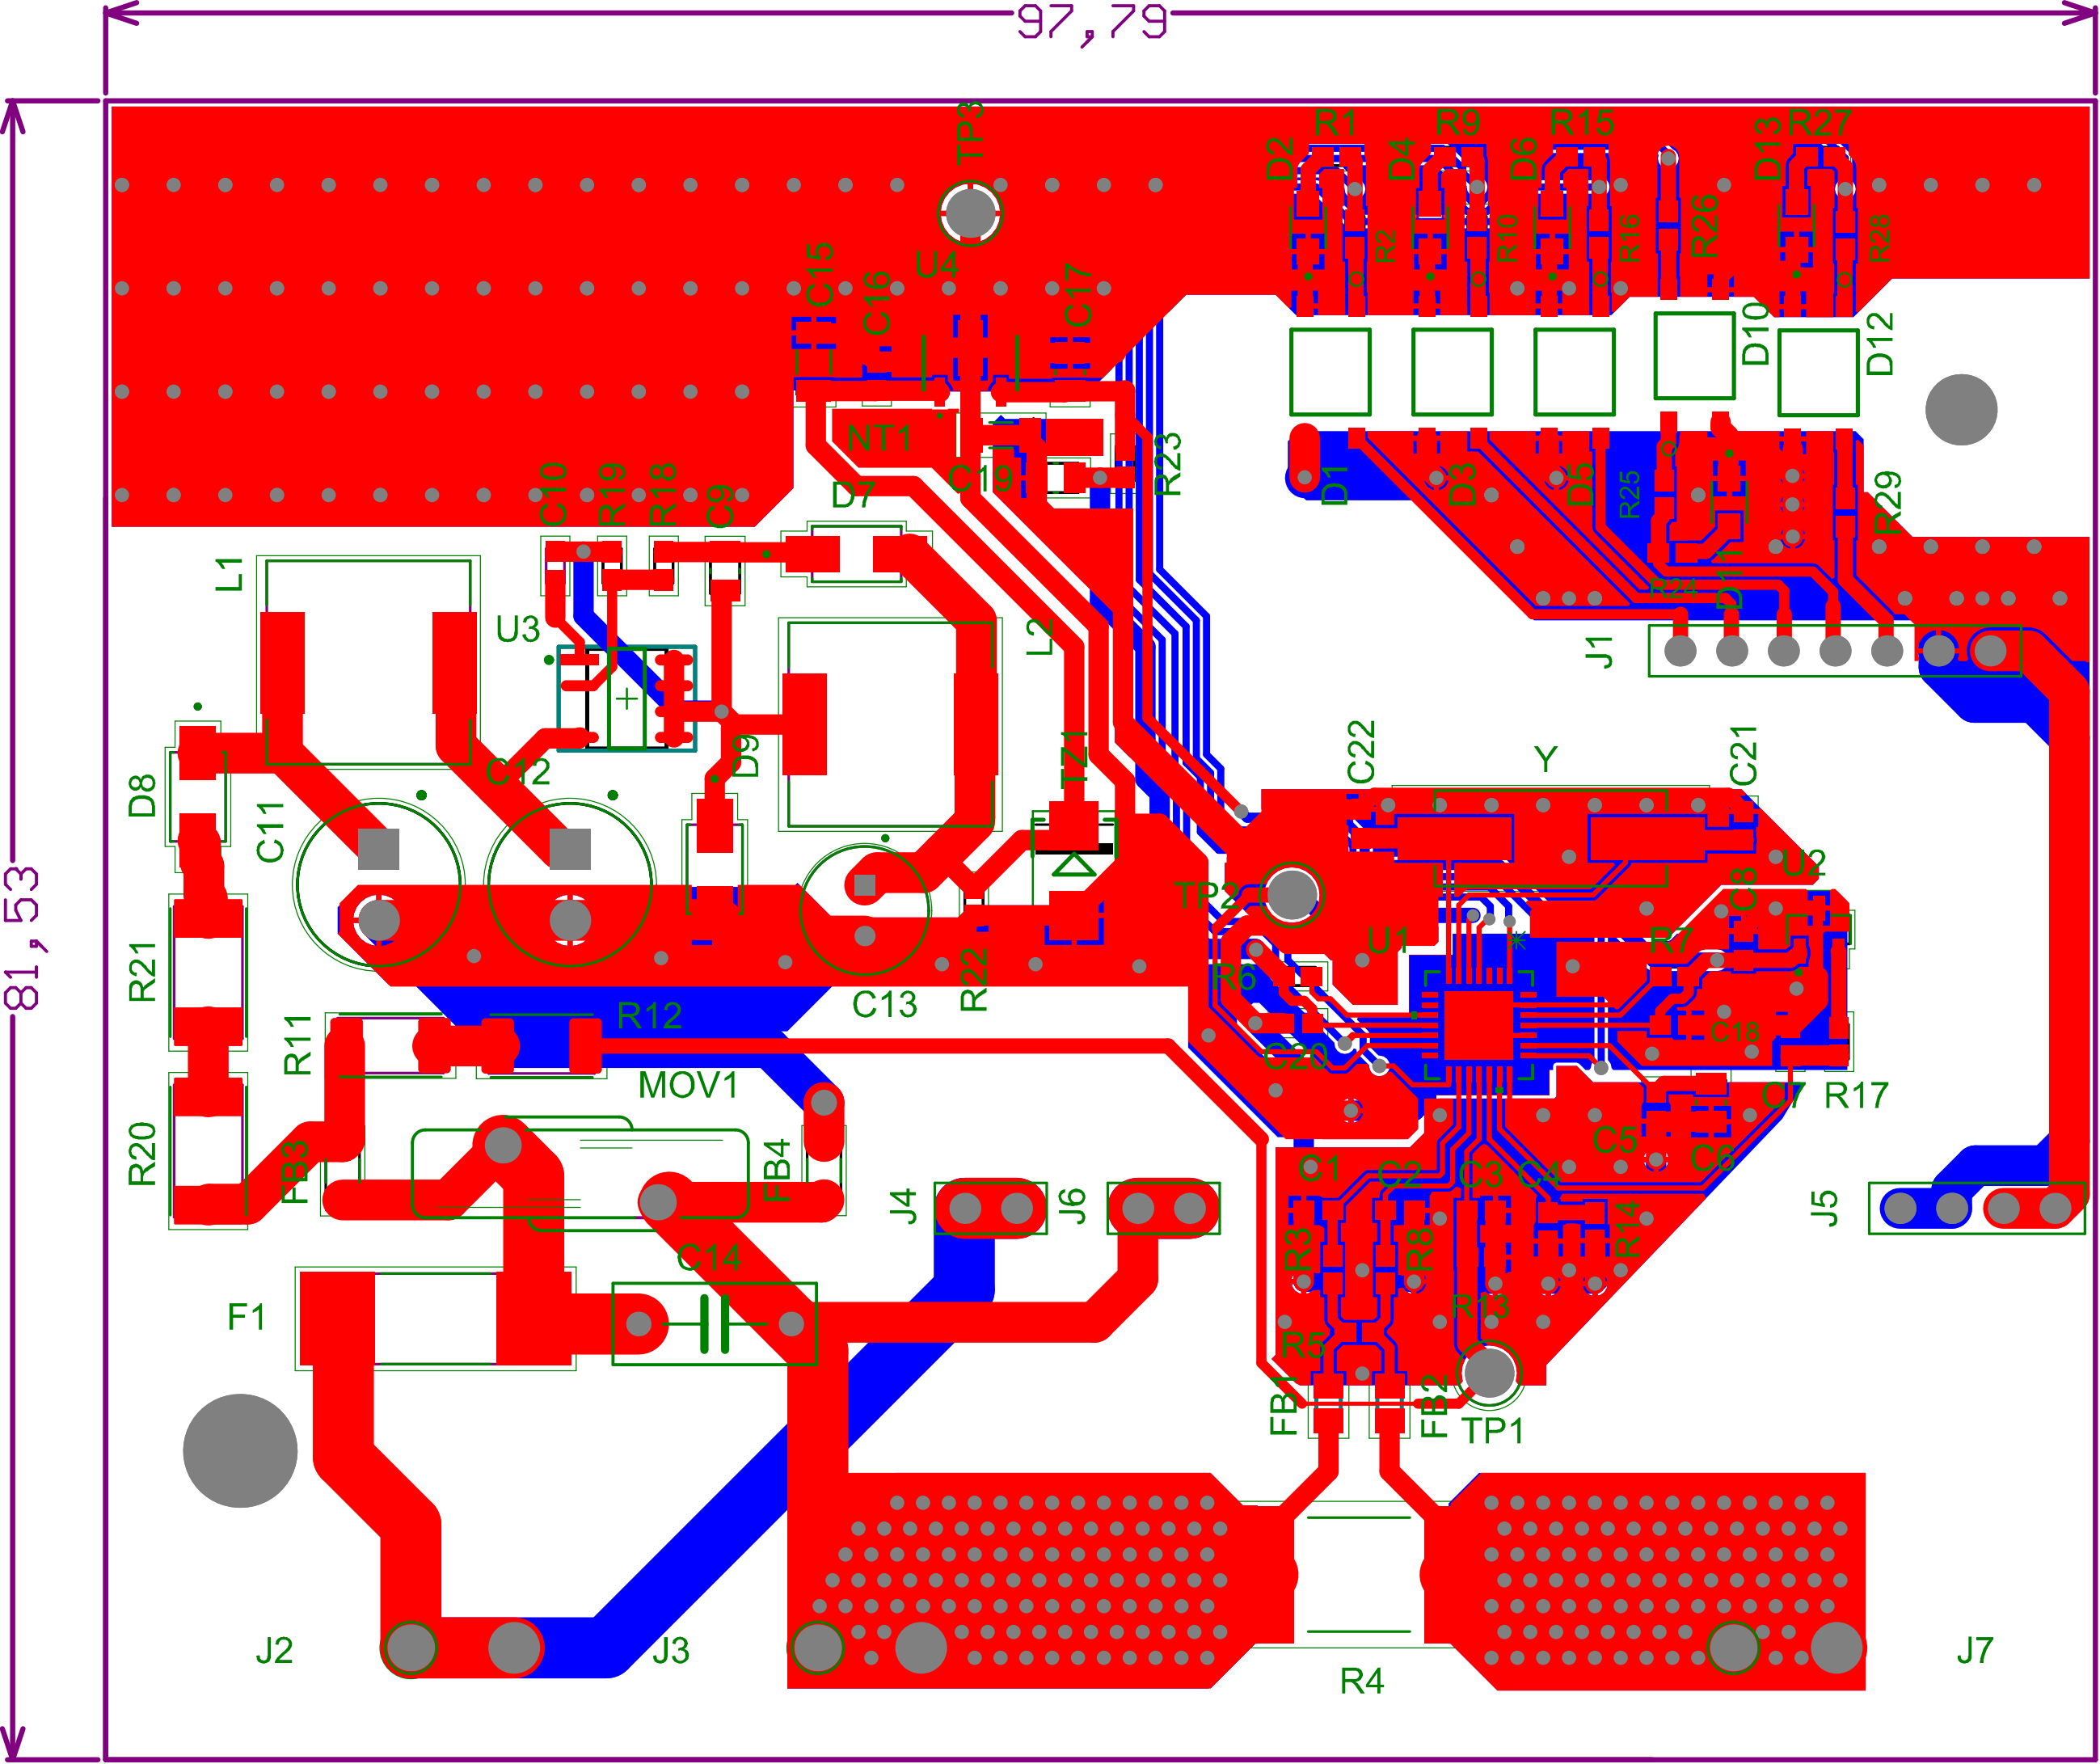 97,79
TP3
R1
R9
R15
R27
D2
D4
D6
D13
R26
R2
R10
R16
R28
C15
U4
C16
C17
D10
D12
NT1
C19
R23
D1
D3
D5
R25
R29
C10
R19
R18
C9
D7
L1
R24
D11
U3
L2
J1
C12
D9
TZ1
C22
Y
C21
D8
C11
U2
TP2
C8
U1
R7
81,53
R21
R6
R22
C13
R11
R12
C20
C18
MOV1
C7
R17
R20
FB3
FB4
C5
C6
C1
C2
C3
C4
J4
J6
J5
R3
R8
R14
C14
F1
R13
R5
FB1
FB2
TP1
J2
J3
R4
J7